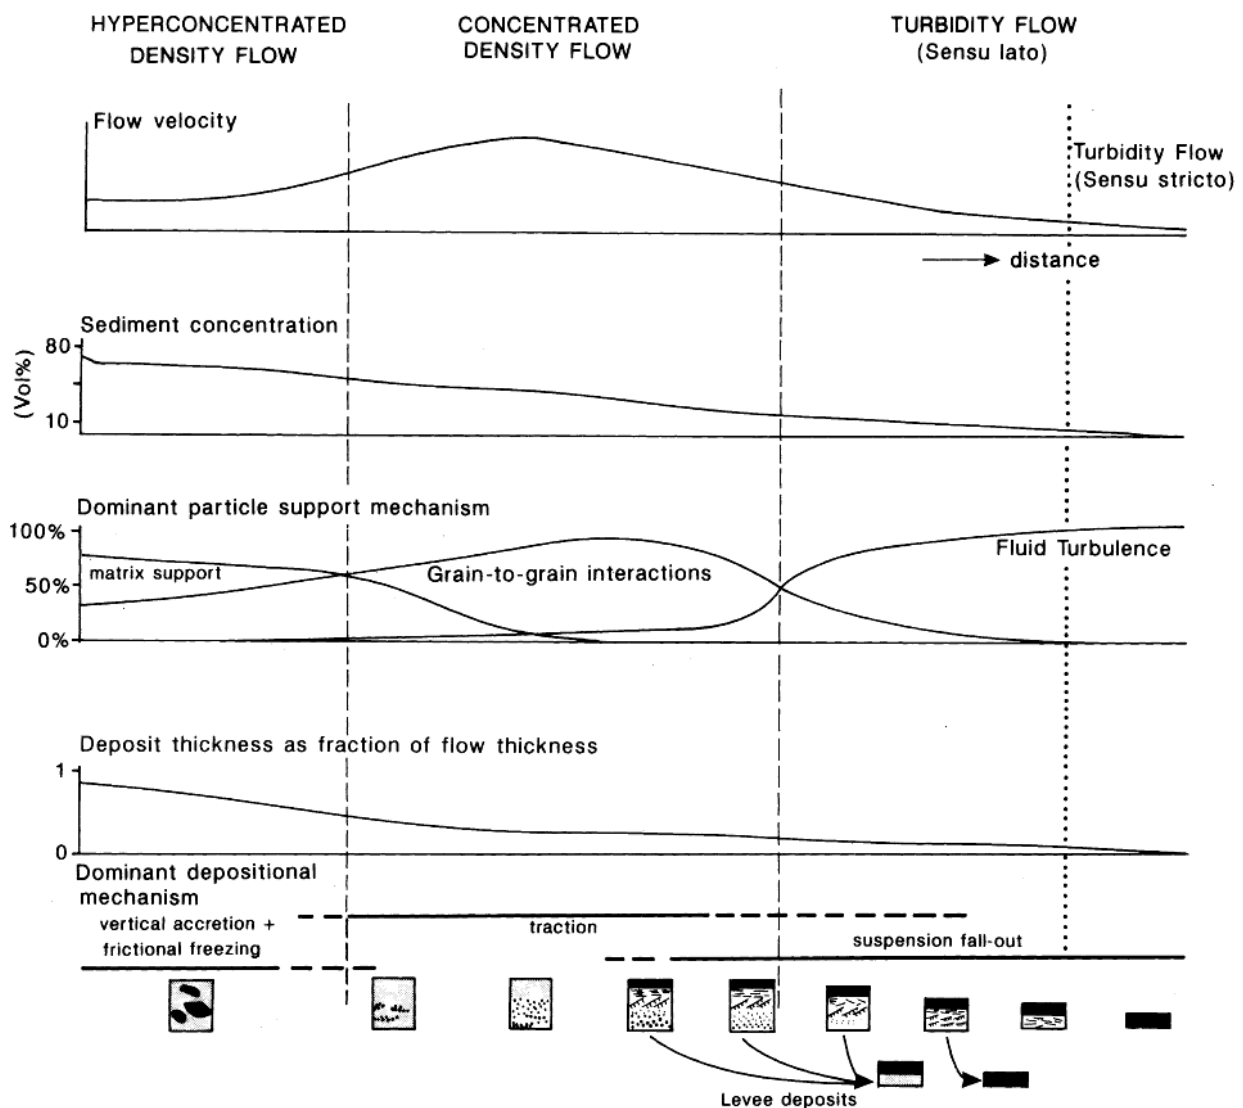 HYPERCONCENTRATED
DENSITY FLOW
CONCENTRATED
DENSITY FLOW
TURBIDITY FLOW
(Sensu lato)
Flow velocity
Turbidity Flow
(Sensu stricto)
distance
Sediment concentration
80
(Vol%)
10
Dominant particle support mechanism
100%
matrix support
Grain-to-grain interactions
Fluid Turbulence
50%
0%
Deposit thickness as fraction of flow thickness
1
0
Dominant depositional
mechanism
vertical accretion +
frictional freezing
traction
suspension fall-out
Levee deposits